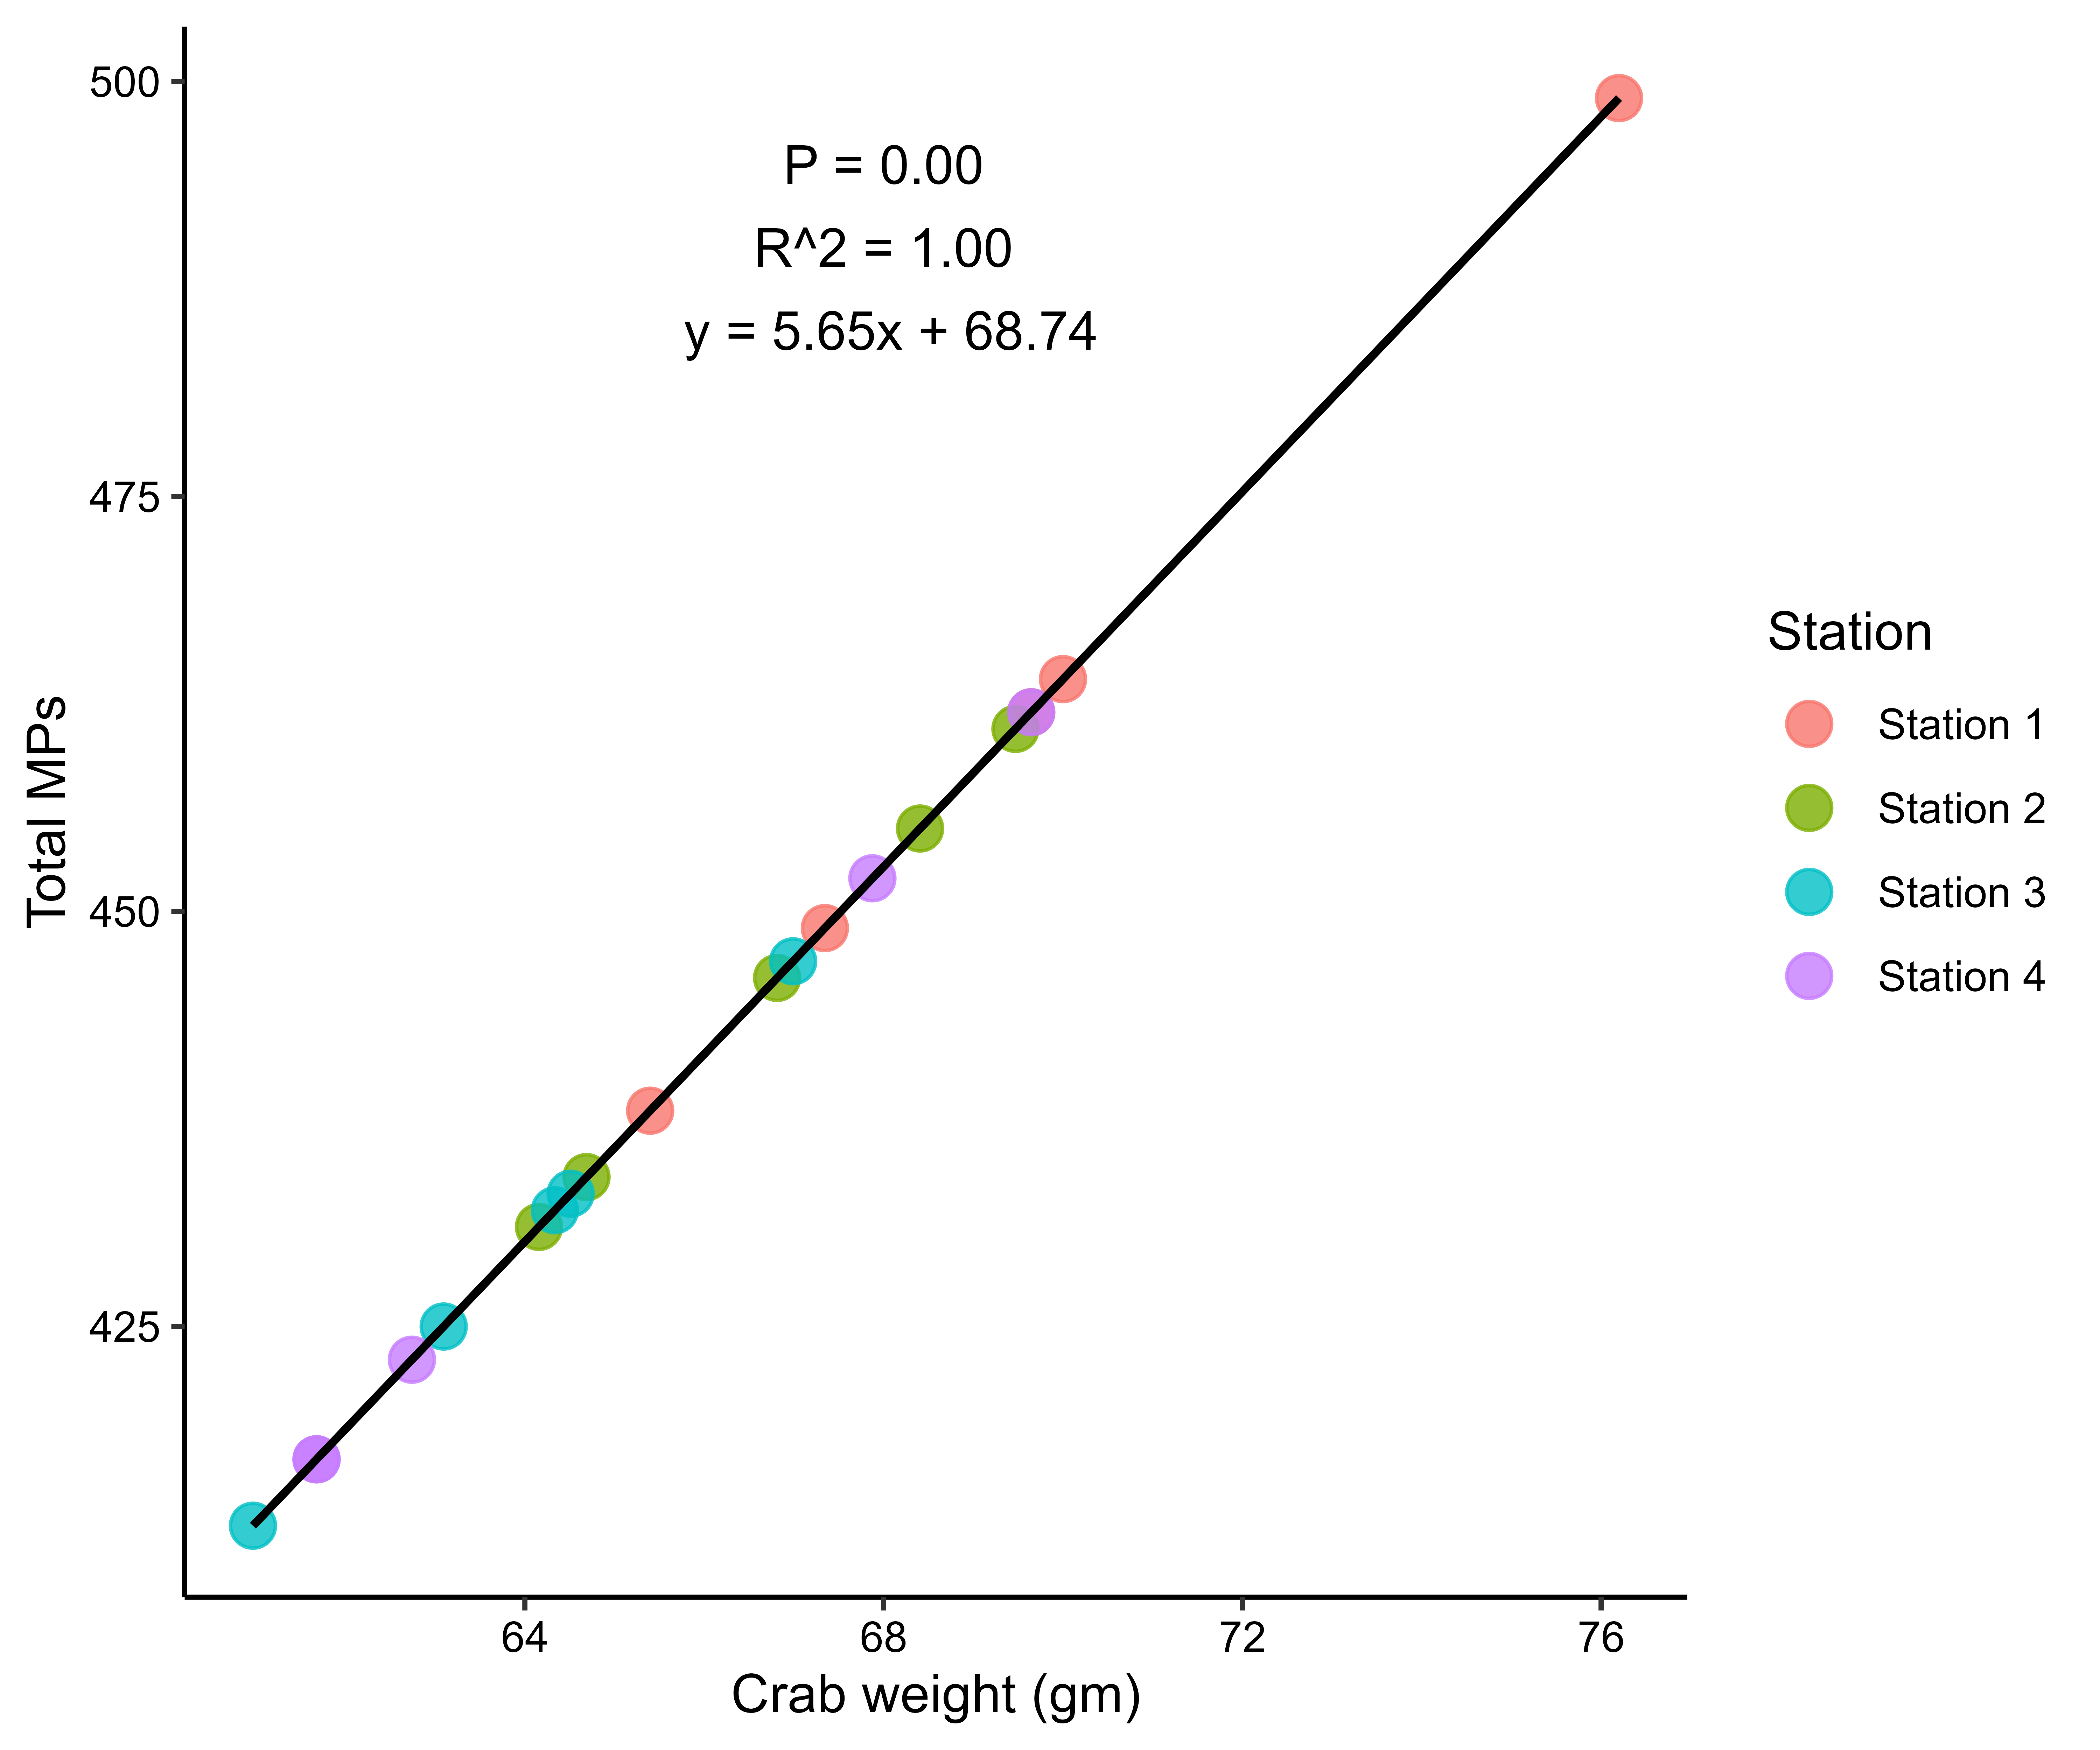 P = 0.00
R^2 = 1.00
y = 5.65x + 68.74
Total MPs
500
475
450
425
64 68 72 76
Crab weight (gm)
Station
Station 1
Station 2
Station 3
Station 4